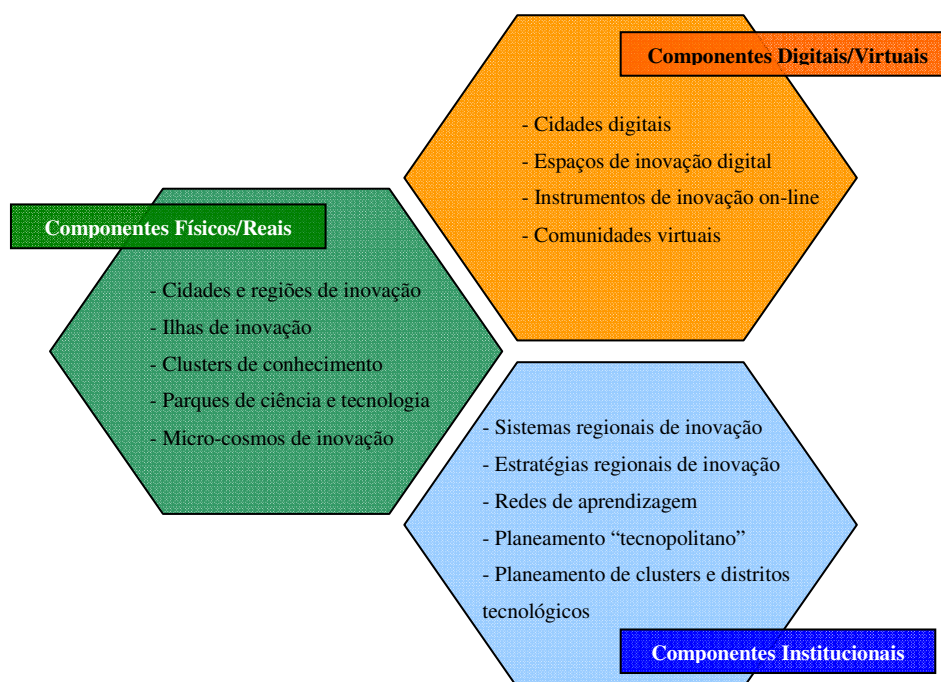 Componentes Digitais/Virtuais
- Cidades digitais
- Espaços de inovação digital
- Instrumentos de inovação on-line
- Comunidades virtuais
Componentes Físicos/Reais
- Cidades e regiões de inovação
- Ilhas de inovação
- Clusters de conhecimento
- Parques de ciência e tecnologia
- Micro-cosmos de inovação
- Sistemas regionais de inovação
- Estratégias regionais de inovação
- Redes de aprendizagem
- Planeamento “tecnopolitano”
- Planeamento de clusters e distritos
tecnológicos
Componentes Institucionais